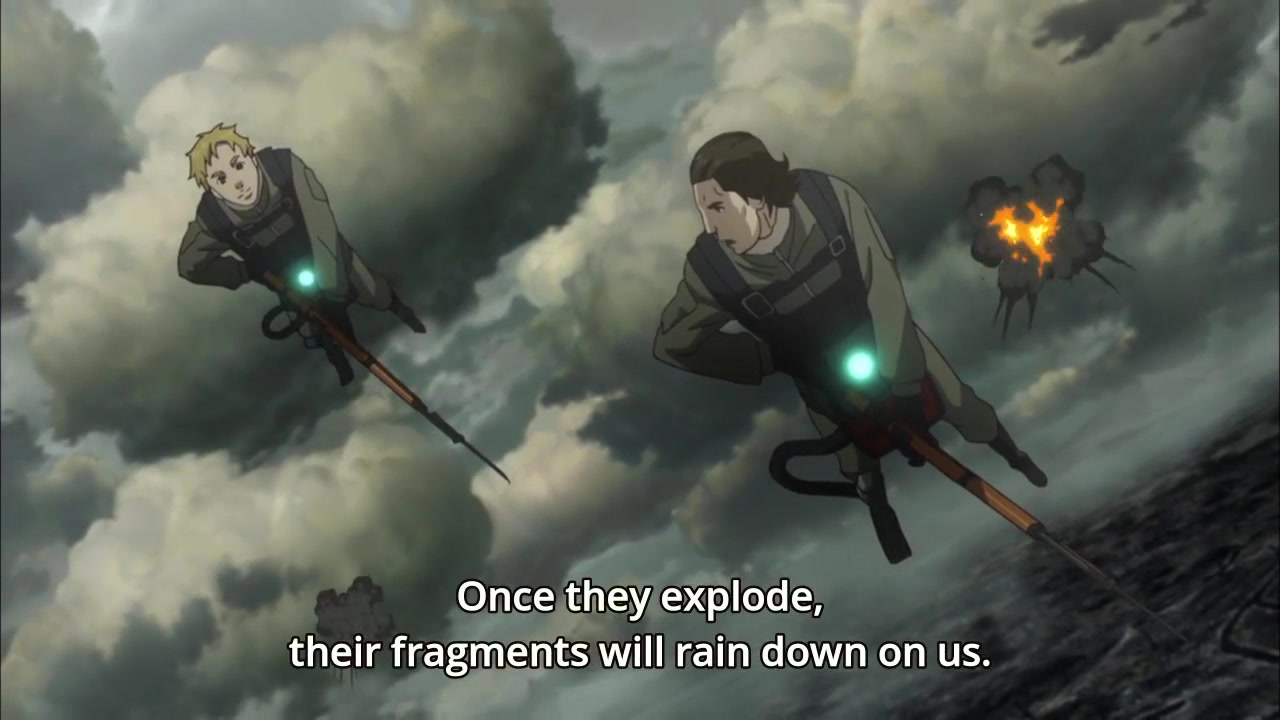 Once they explode,
their fragments will rain down on us.